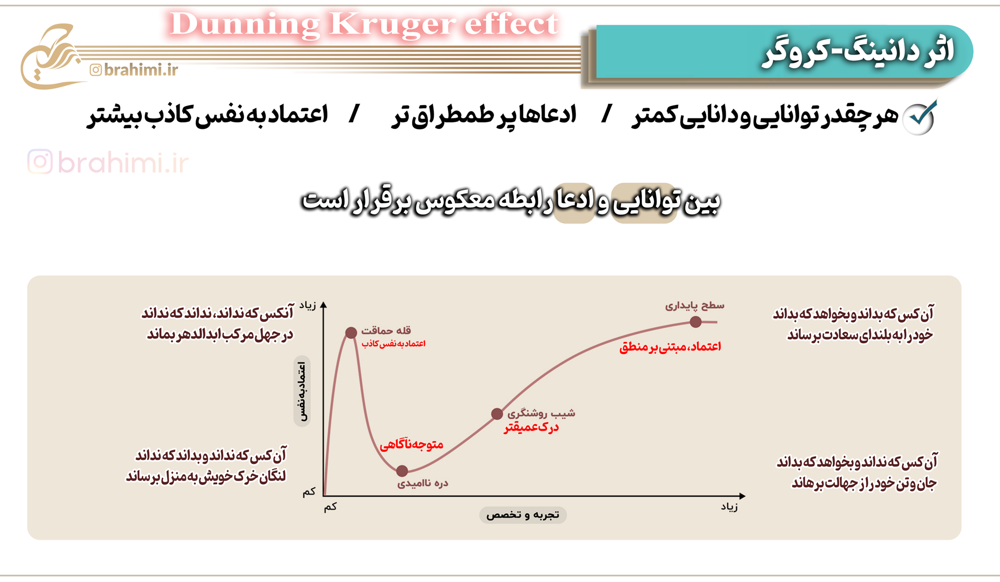 Dunning Kruger effect
اثر دانینگ-کروگر
brahimi.ir
هر چقدر توانایی و دانایی کمتر / ادعاها پر طمطراق تر / اعتماد به نفس کاذب بیشتر
brahimi.ir
بین توانایی و ادعا رابطه معکوس برقرار است
آن کس که بداند و بخواهد که بداند
خود را به بلندای سعادت برساند
سطح پایداری
اعتماد، مبتنی بر منطق
زیاد
قله حماقت
اعتماد به نفس کاذب
آنکس که نداند، نداند که نداند
در جهل مرکب ابدالدهر بماند
اعتماد به نفس
شیب روشنگری
درک عمیقتر
متوجه ناآگاهی
دره ناامیدی
آن کس که نداند و بخواهد که بداند
جان و تن خود را ز جهالت برهاند
آن کس که نداند و بداند که نداند
لنگان خرک خویش به منزل برساند
کم
کم
زیاد
تجربه و تخصص